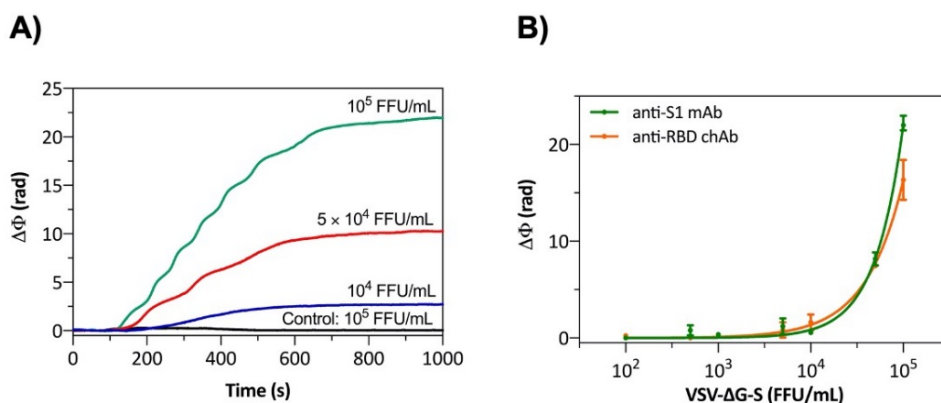 A)
25
20
15
10
5
0
ΔΦ (rad)
10⁵ FFU/mL
5 × 10⁴ FFU/mL
10⁴ FFU/mL
Control: 10⁵ FFU/mL
0 200 400 600 800 1000
Time (s)
B)
20
10
0
ΔΦ (rad)
anti-S1 mAb
anti-RBD chAb
10² 10³ 10⁴ 10⁵
VSV-ΔG-S (FFU/mL)